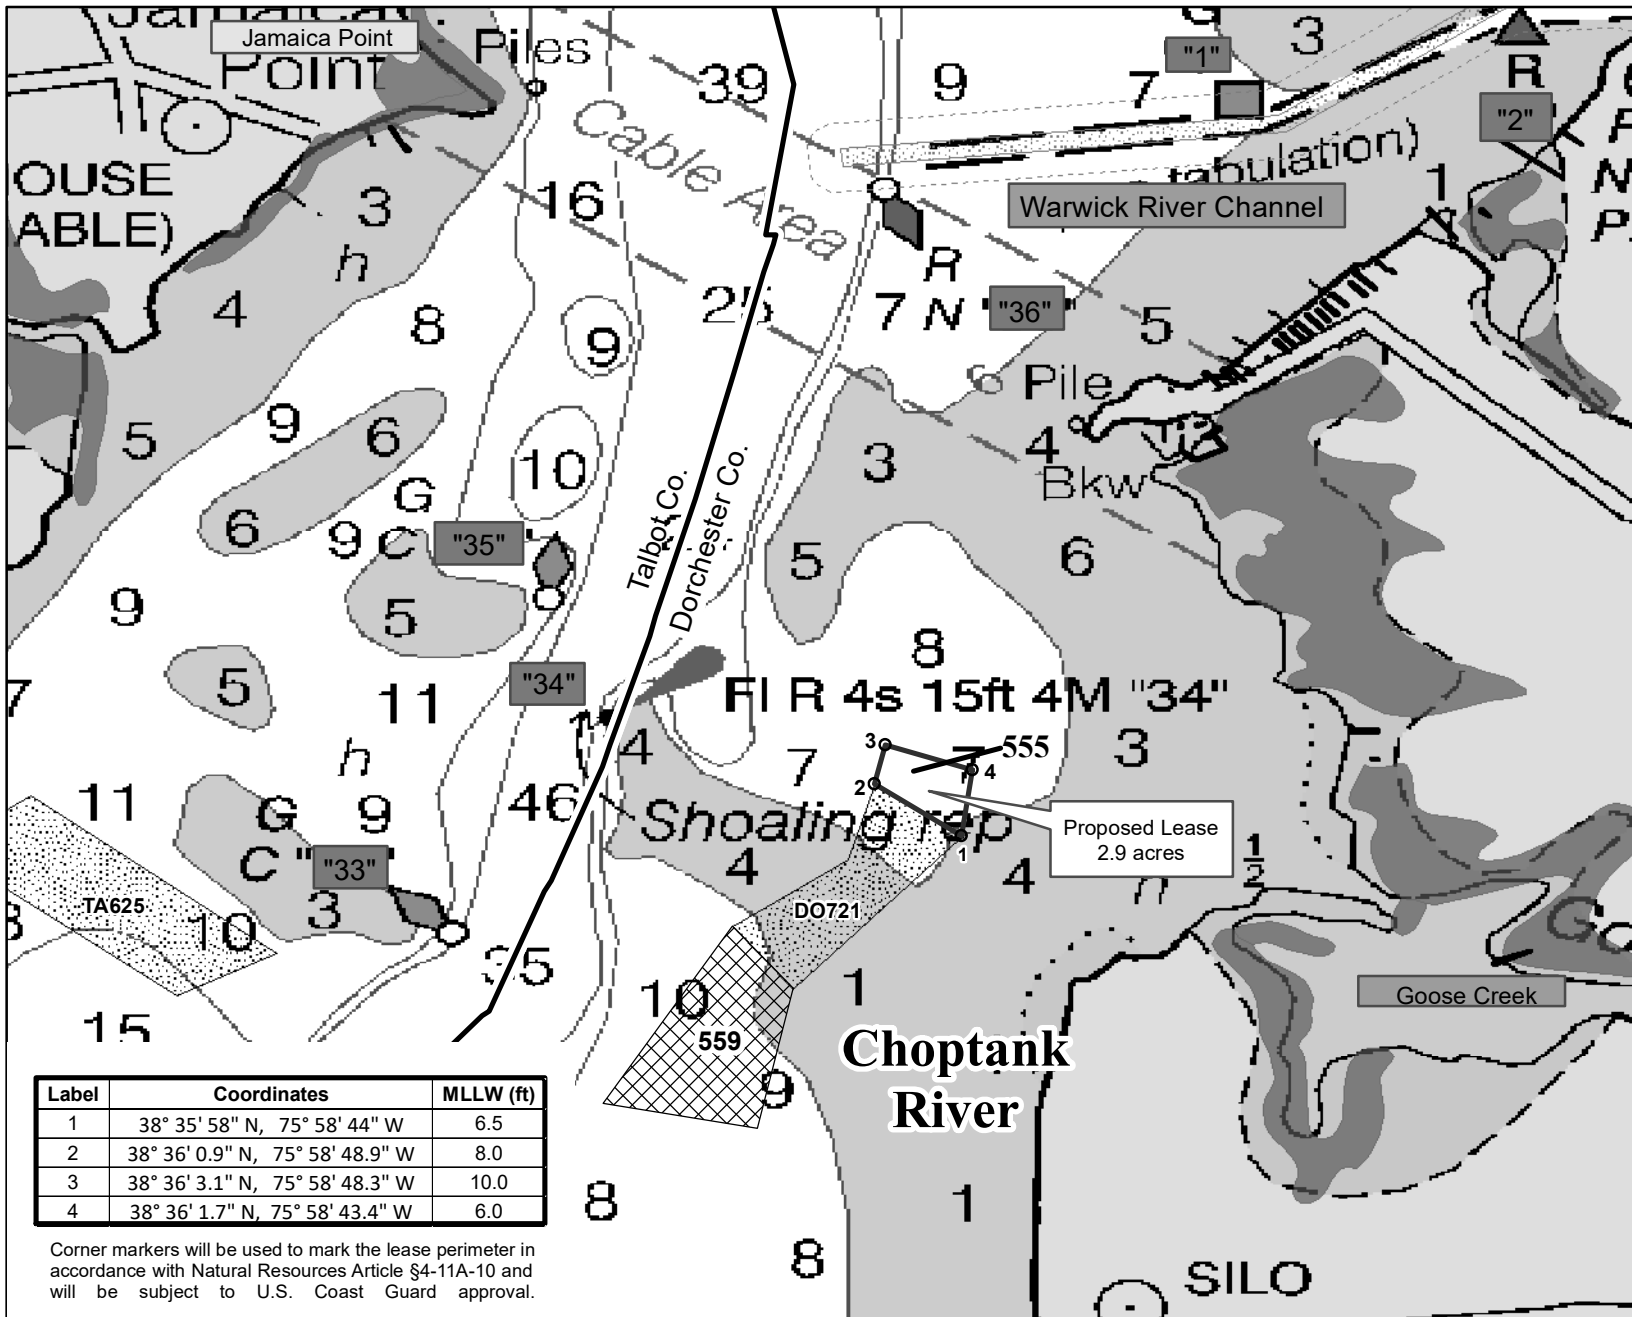 Jamaica
Point
Jamaica Point
Piles
39
9
7
"1"
G
3
R
"2"
Cable Area
tabulation)
Warwick River Channel
OUSE
ABLE)
3
h
16
4
8
9
25
R
7 N "36"
5
1
Pile
4
Bkw
5
9
6
10
3
6
G
9 C "35"
5
6
9
5
Talbot Co.
Dorchester Co.
8
5
11
"34"
Fl R 4s 15ft 4M "34"
7
4
7
3
2
3
4
1
7
555
3
h
11
G
9
46
Shoaling rep
Proposed Lease
2.9 acres
C "33"
4
4
1/2
TA625
10
3
DO721
Go
35
10
1
Goose Creek
15
559
Choptank
River
9
Label Coordinates MLLW (ft)
1 38° 35' 58" N, 75° 58' 44" W 6.5
2 38° 36' 0.9" N, 75° 58' 48.9" W 8.0
3 38° 36' 3.1" N, 75° 58' 48.3" W 10.0
4 38° 36' 1.7" N, 75° 58' 43.4" W 6.0
8
1
Corner markers will be used to mark the lease perimeter in
accordance with Natural Resources Article §4-11A-10 and
will be subject to U.S. Coast Guard approval.
8
SILO